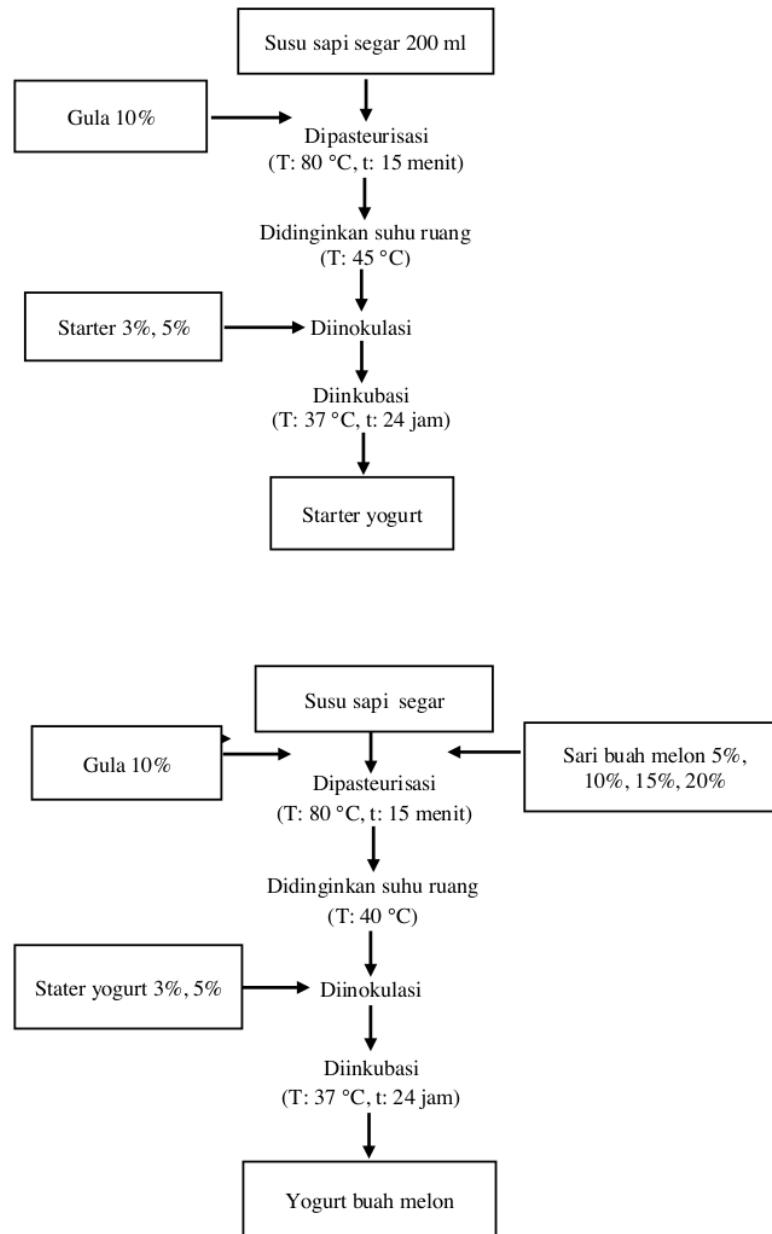 Susu sapi segar 200 ml
Gula 10%
Dipasteurisasi
(T: 80 °C, t: 15 menit)
Didinginkan suhu ruang
(T: 45 °C)
Starter 3%, 5%
Diinokulasi
Diinkubasi
(T: 37 °C, t: 24 jam)
Starter yogurt
Susu sapi segar
Gula 10%
Sari buah melon 5%,
10%, 15%, 20%
Dipasteurisasi
(T: 80 °C, t: 15 menit)
Didinginkan suhu ruang
(T: 40 °C)
Stater yogurt 3%, 5%
Diinokulasi
Diinkubasi
(T: 37 °C, t: 24 jam)
Yogurt buah melon